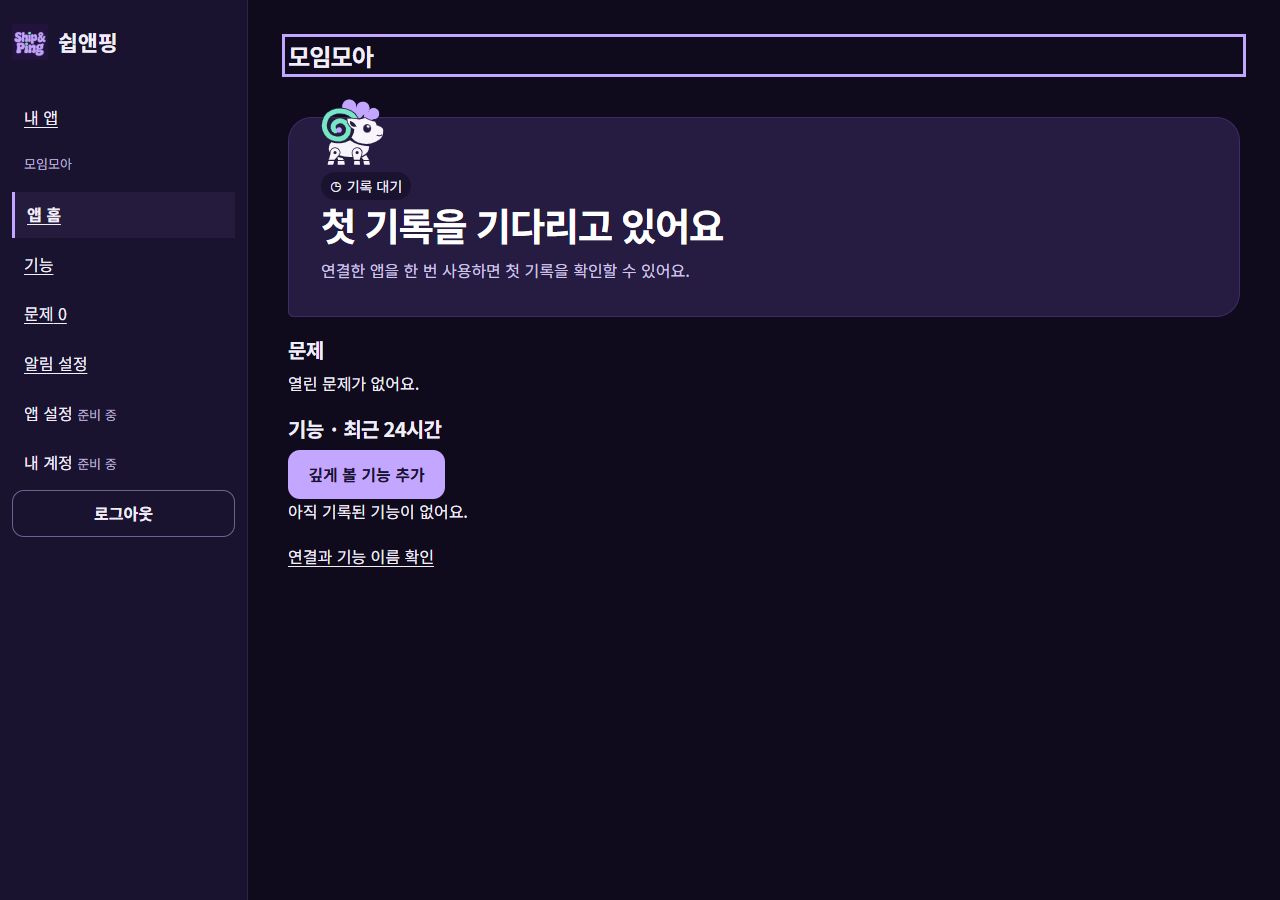 Ship&
Ping
쉽앤핑
내 앱
모임모아
앱 홈
기능
문제 0
알림 설정
앱 설정 준비 중
내 계정 준비 중
로그아웃
모임모아
기록 대기
첫 기록을 기다리고 있어요
연결한 앱을 한 번 사용하면 첫 기록을 확인할 수 있어요.
문제
열린 문제가 없어요.
기능 · 최근 24시간
깊게 볼 기능 추가
아직 기록된 기능이 없어요.
연결과 기능 이름 확인